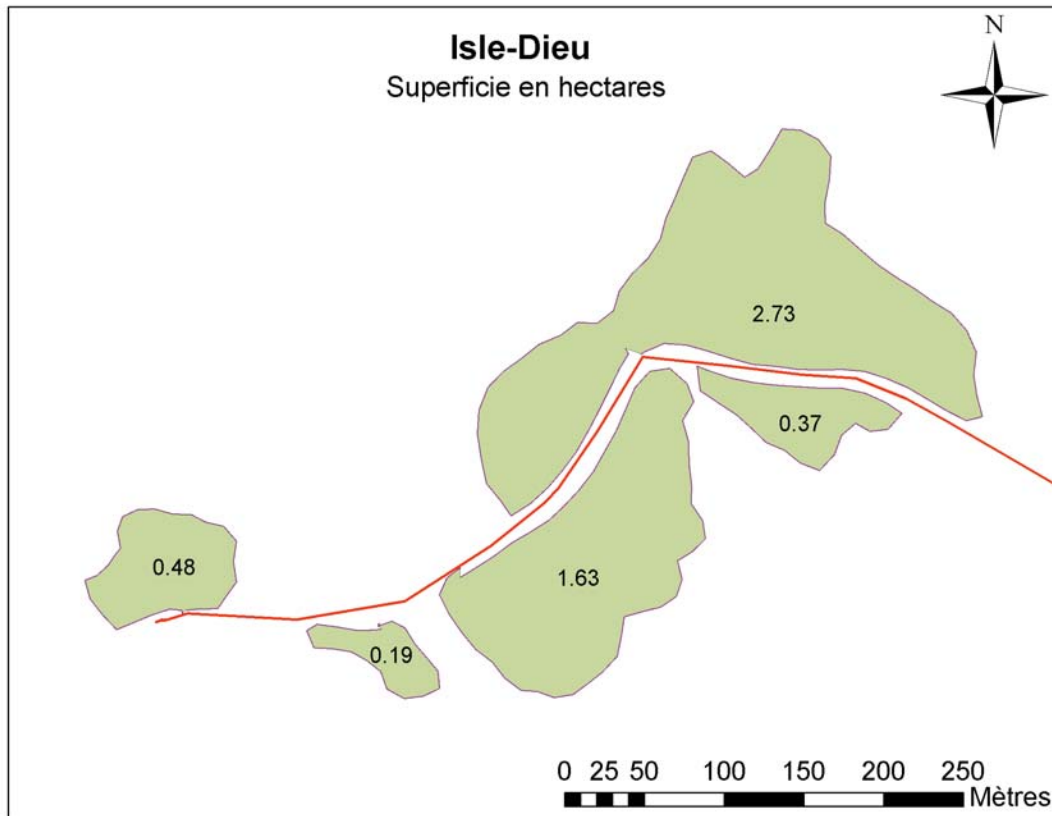 Isle-Dieu
Superficie en hectares
N
2.73
0.37
0.48
1.63
0.19
0 25 50 100 150 200 250
Mètres